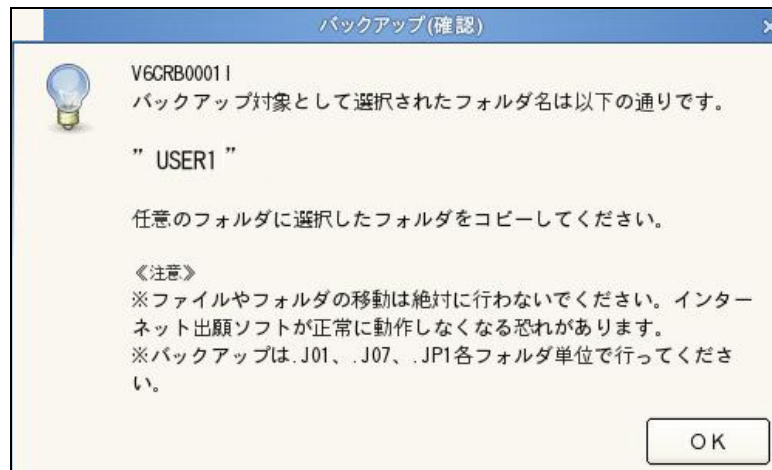 バックアップ(確認)
V6CRB0001I
バックアップ対象として選択されたフォルダ名は以下の通りです。
” USER1 ”
任意のフォルダに選択したフォルダをコピーしてください。
≪注意≫
※ファイルやフォルダの移動は絶対に行わないでください。インター
ネット出願ソフトが正常に動作しなくなる恐れがあります。
※バックアップは.J01、.J07、.JP1各フォルダ単位で行ってくださ
い。
OK